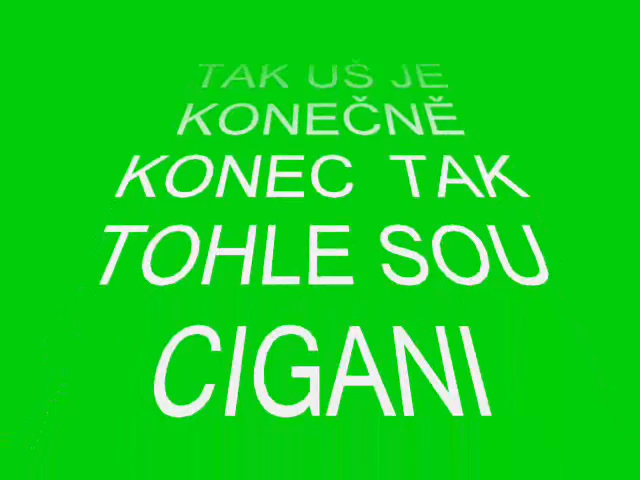 TAK UŠ JE
KONEČNĚ
KONEC TAK
TOHLE SOU
CIGANI